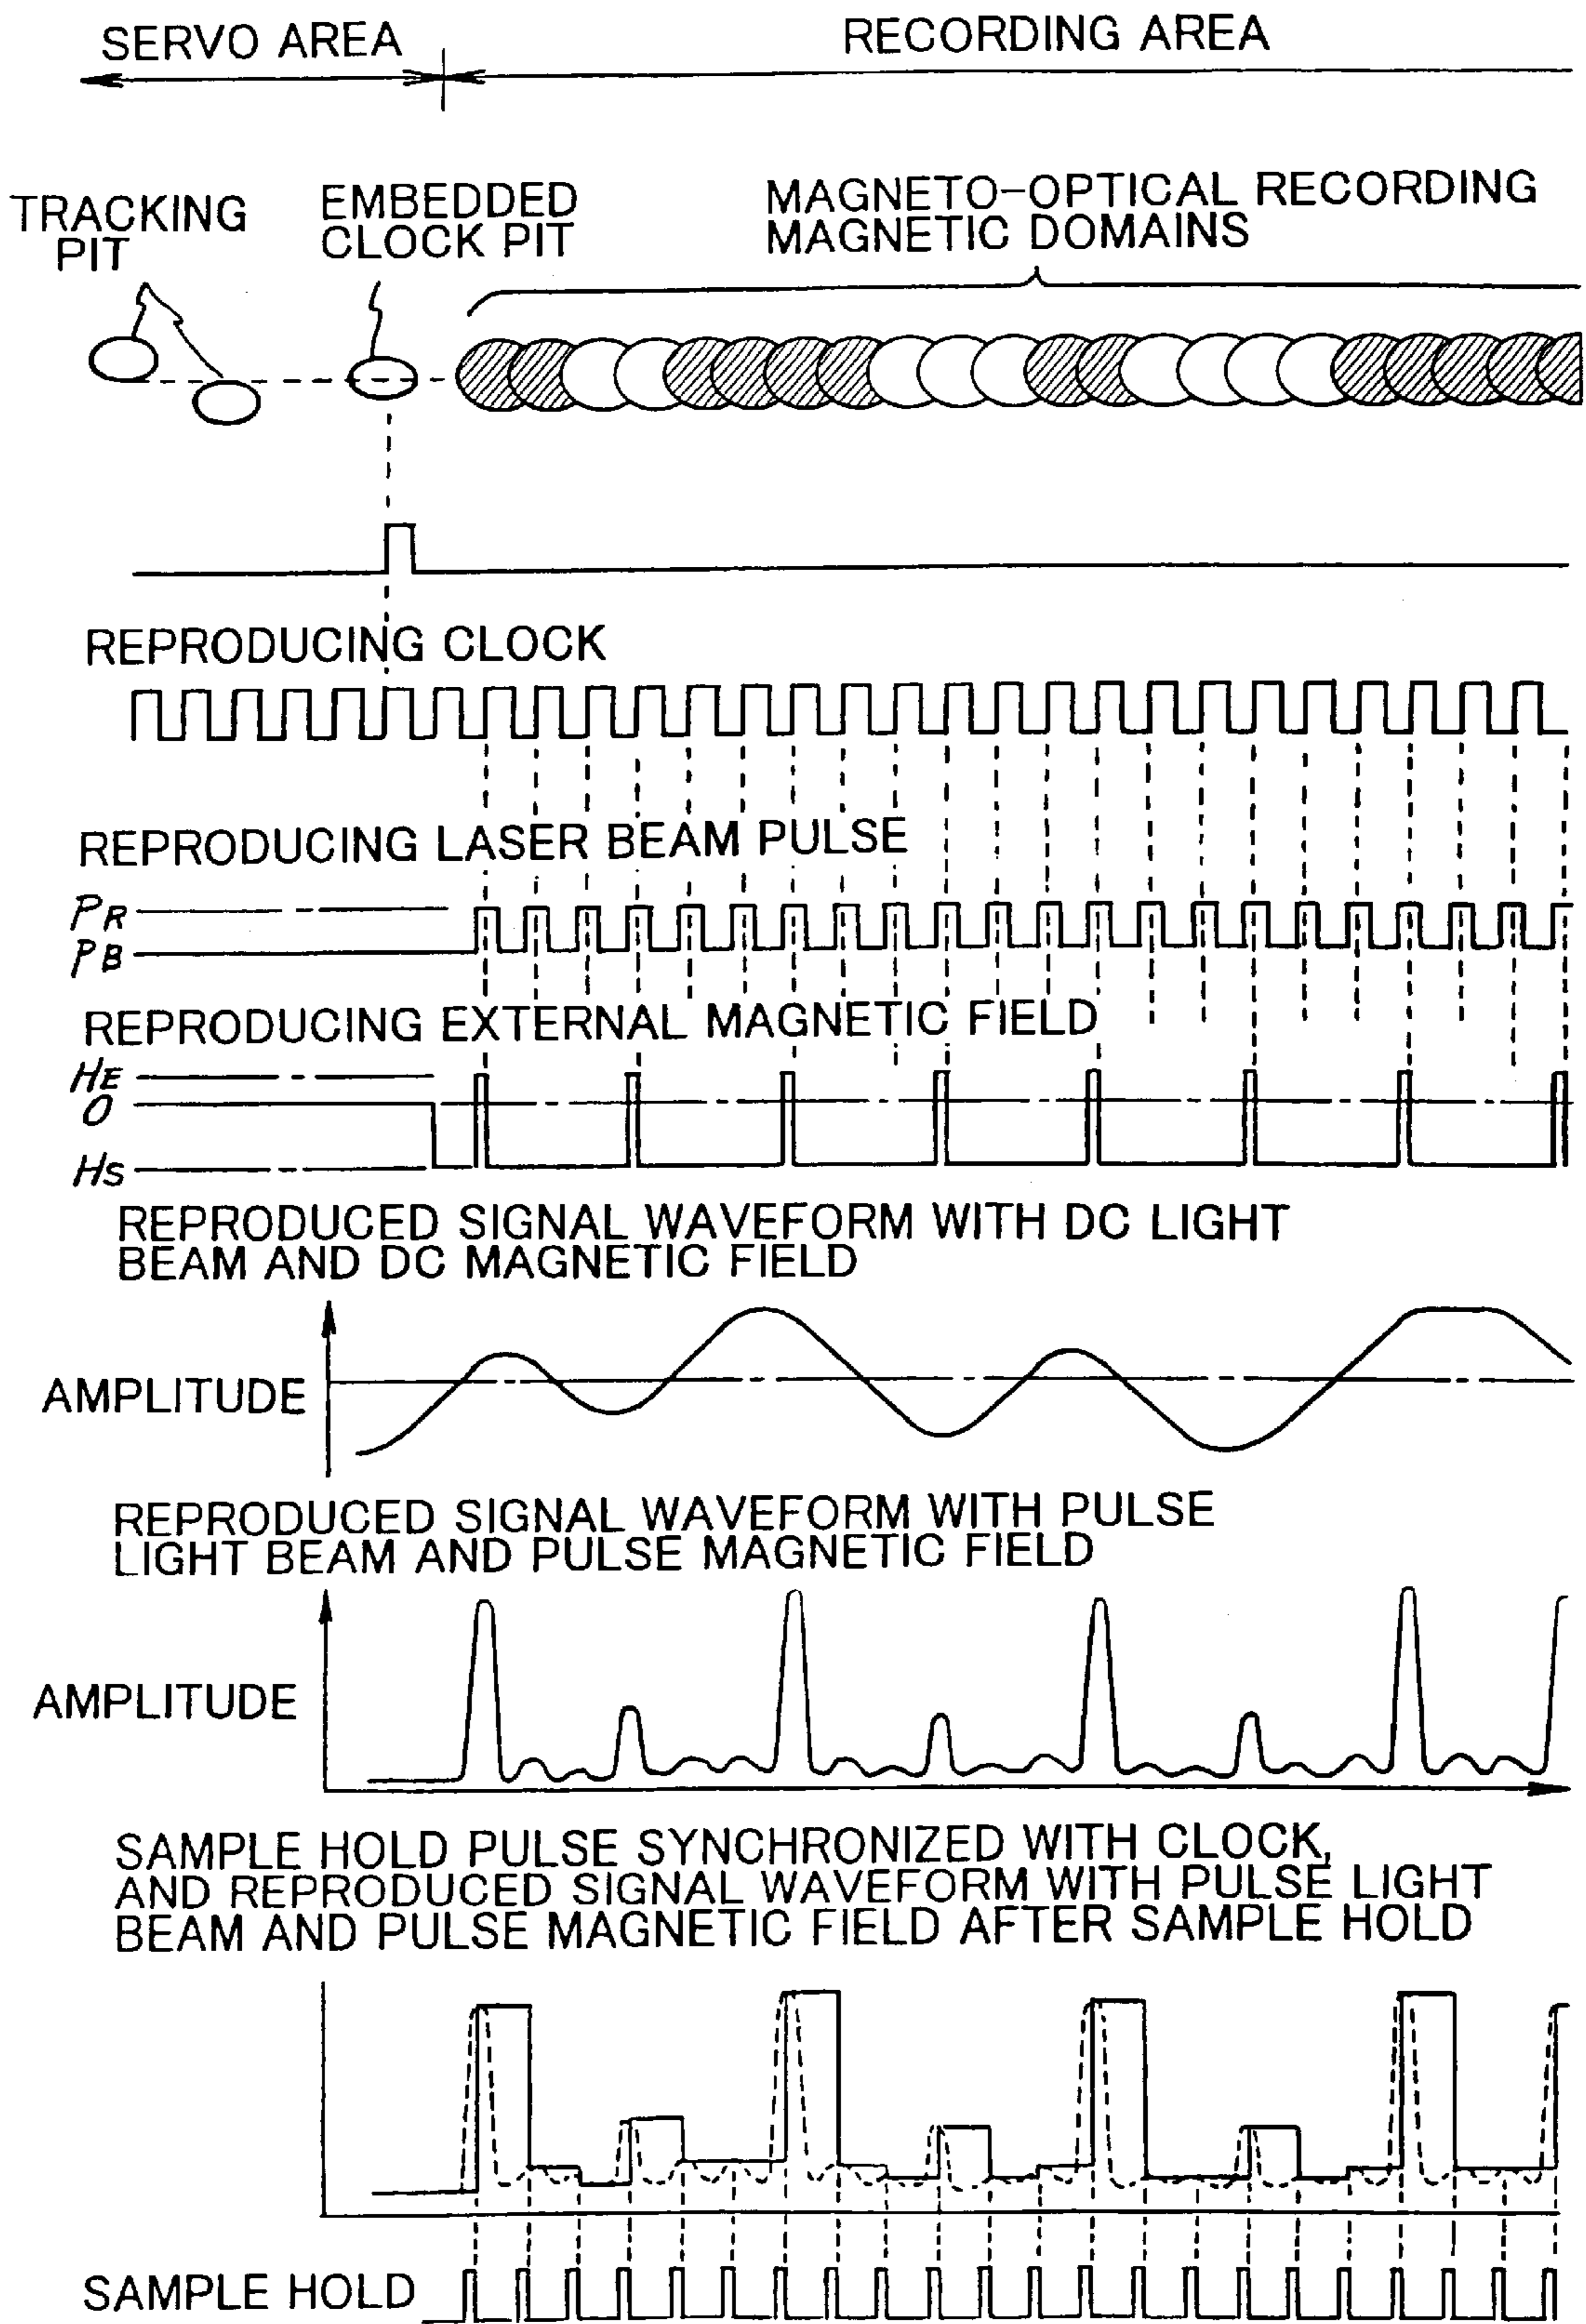 SERVO AREA
RECORDING AREA
TRACKING
PIT
EMBEDDED
CLOCK PIT
MAGNETO-OPTICAL RECORDING
MAGNETIC DOMAINS
REPRODUCING CLOCK
REPRODUCING LASER BEAM PULSE
PR
PB
REPRODUCING EXTERNAL MAGNETIC FIELD
HE
O
HS
REPRODUCED SIGNAL WAVEFORM WITH DC LIGHT
BEAM AND DC MAGNETIC FIELD
AMPLITUDE
REPRODUCED SIGNAL WAVEFORM WITH PULSE
LIGHT BEAM AND PULSE MAGNETIC FIELD
AMPLITUDE
SAMPLE HOLD PULSE SYNCHRONIZED WITH CLOCK,
AND REPRODUCED SIGNAL WAVEFORM WITH PULSE LIGHT
BEAM AND PULSE MAGNETIC FIELD AFTER SAMPLE HOLD
SAMPLE HOLD